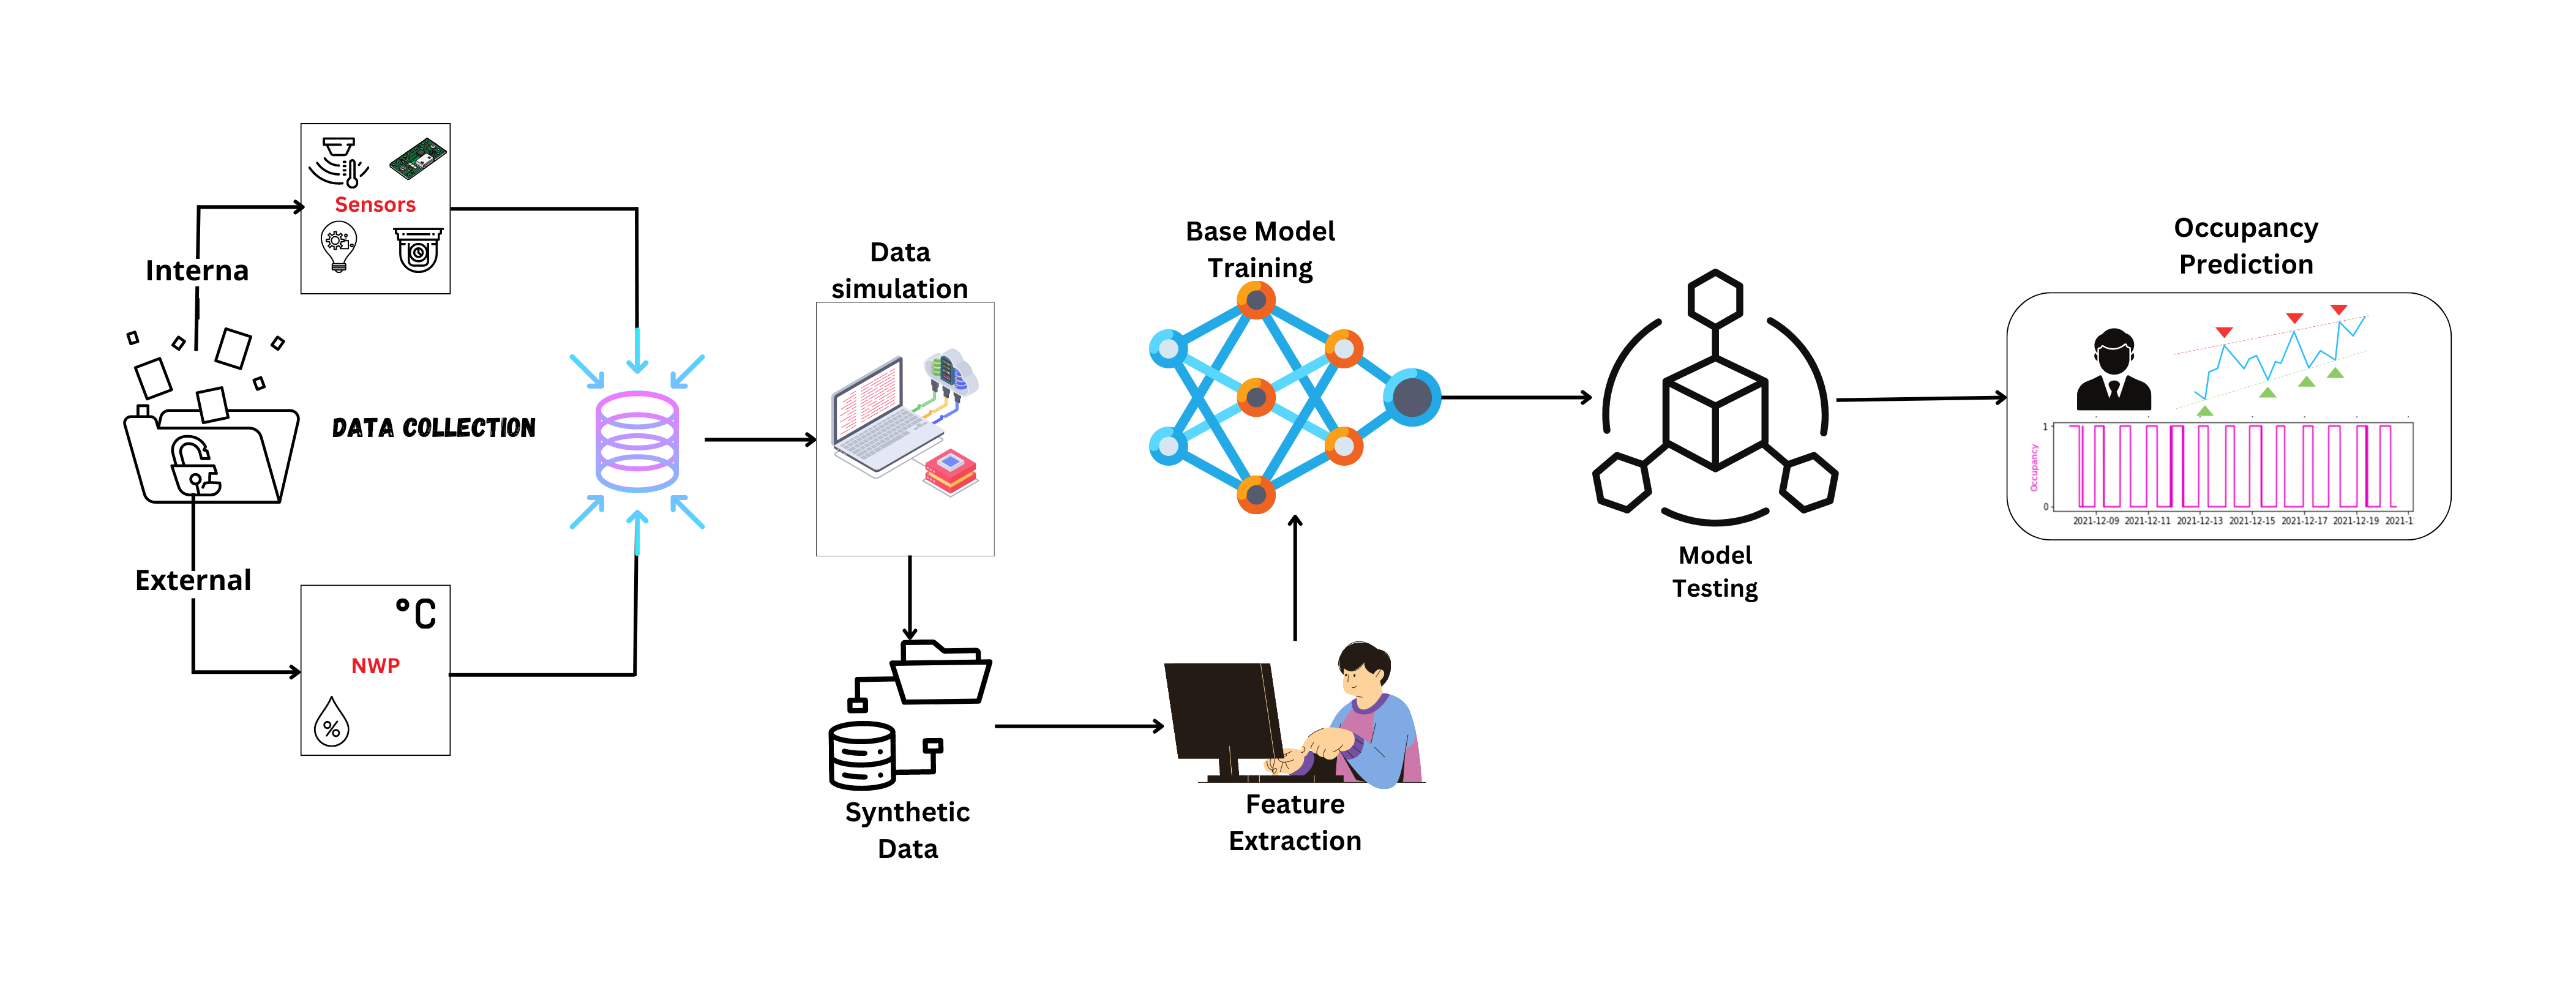 Sensors
Interna
DATA COLLECTION
External
°C
NWP
%
Data
simulation
Synthetic
Data
Base Model
Training
Feature
Extraction
Model
Testing
Occupancy
Prediction
1
Occupancy
0
2021-12-09 2021-12-11 2021-12-13 2021-12-15 2021-12-17 2021-12-19 2021-1